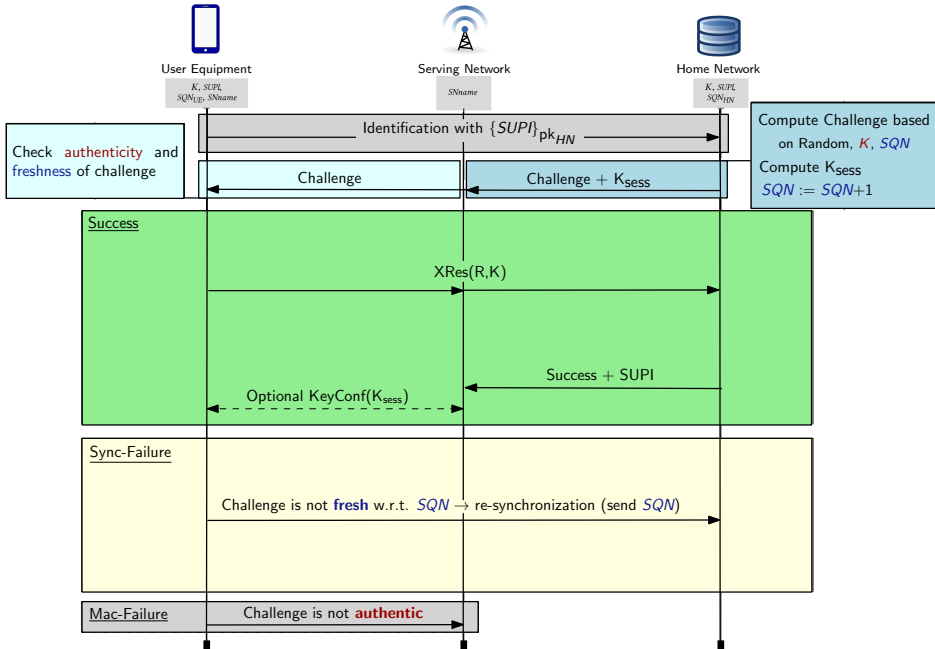 User Equipment
Serving Network
Home Network
K, SUPI,
SQN_UE, SNname
SNname
K, SUPI,
SQN_HN
Identification with {SUPI}_pk_HN
Compute Challenge based
on Random, K, SQN
Compute K_sess
SQN := SQN+1
Check authenticity and
freshness of challenge
Challenge
Challenge + K_sess
Success
XRes(R,K)
Success + SUPI
Optional KeyConf(K_sess)
Sync-Failure
Challenge is not fresh w.r.t. SQN → re-synchronization (send SQN)
Mac-Failure
Challenge is not authentic